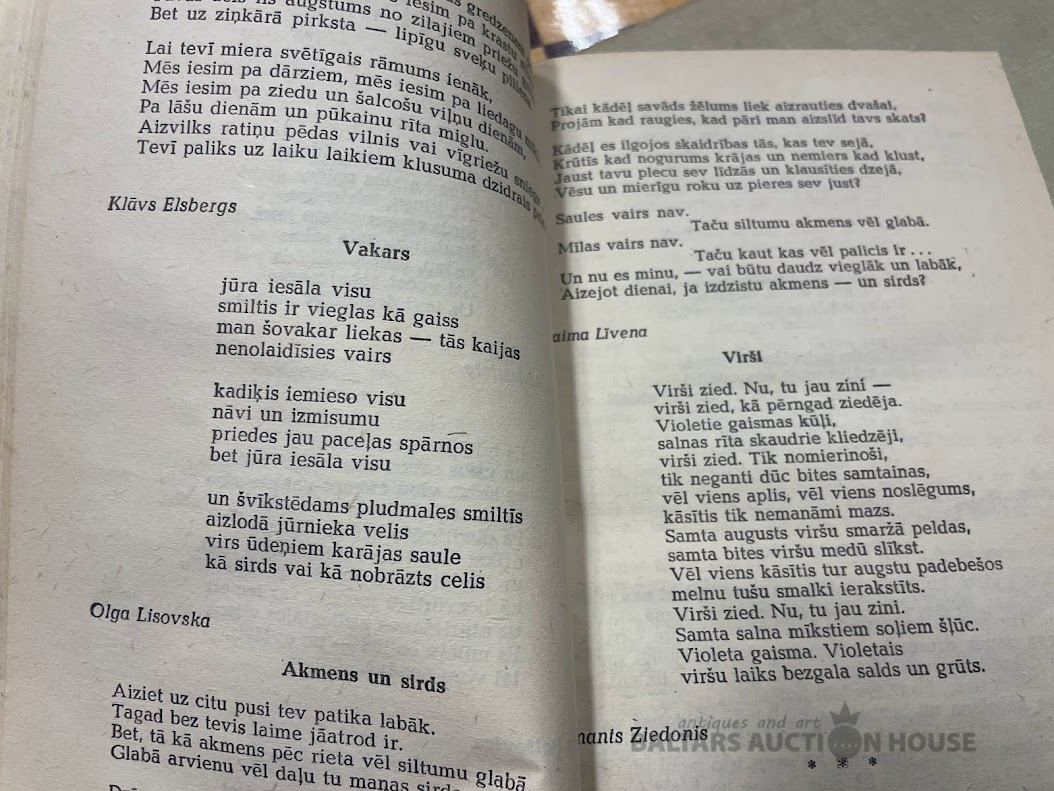 iesim pa krastu
augstums no zilajiem priežu
Bet uz ziņkārā pirksta — lipīgu sveķu piliens
Lai tevī miera svētīgais rāmums ienāk,
Mēs iesim pa dārziem, mēs iesim pa liedagu
Mēs iesim pa ziedu un šalcošu viļņu dienām,
Pa lāšu dienām un pūkainu rīta miglu.
Aizvilks ratiņu pēdas vilnis vai vīgriežu sniegs
Tevī paliks uz laiku laikiem klusuma dzidrais
Klāvs Elsbergs
Vakars
jūra iesāla visu
smiltis ir vieglas kā gaiss
man šovakar liekas — tās kaijas
nenolaidīsies vairs
kadiķis iemieso visu
nāvi un izmisumu
priedes jau paceļas spārnos
bet jūra iesāla visu
un švīkstēdams pludmales smiltīs
aizlodā jūrnieka velis
virs ūdeņiem karājas saule
kā sirds vai kā nobrāzts celis
Olga Lisovska
Akmens un sirds
Aiziet uz citu pusi tev patika labāk.
Tagad bez tevis laime jāatrod ir.
Bet, tā kā akmens pēc rieta vēl siltumu glabā
Glabā arvienu vēl daļu tu manas
Tikai kādēļ savāds žēlums liek aizrauties dvašai,
Projām kad raugies, kad pāri man aizslīd tavs skats?
Kādēļ es ilgojos skaidrības tās, kas tev sejā,
Krūtīs kad nogurums krājas un nemiers kad klust,
Jaust tavu plecu sev līdzās un klausīties dzejā,
Vēsu un mierīgu roku uz pieres sev just?
Saules vairs nav.
Taču siltumu akmens vēl glabā.
Mīlas vairs nav.
Taču kaut kas vēl palicis ir...
Un nu es minu, — vai būtu daudz vieglāk un labāk,
Aizejot dienai, ja izdzistu akmens — un sirds?
aima Līvena
Virši
Virši zied. Nu, tu jau zini —
virši zied, kā pērngad ziedēja.
Violetie gaismas kūļi,
salnas rīta skaudrie kliedzēji,
virši zied. Tik nomierinoši,
tik neganti dūc bites samtainas,
vēl viens aplis, vēl viens noslēgums,
kāsītis tik nemanāmi mazs.
Samta augusts viršu smaržā peldas,
samta bites viršu medū slīkst.
Vēl viens kāsītis tur augstu padebešos
melnu tušu smalki ierakstīts.
Virši zied. Nu, tu jau zini.
Samta salna mīkstiem soļiem šļūc.
Violeta gaisma. Violetais
viršu laiks bezgala salds un grūts.
mants Ziedonis
* * *
antiques and art
BALTARS AUCTION HOUSE